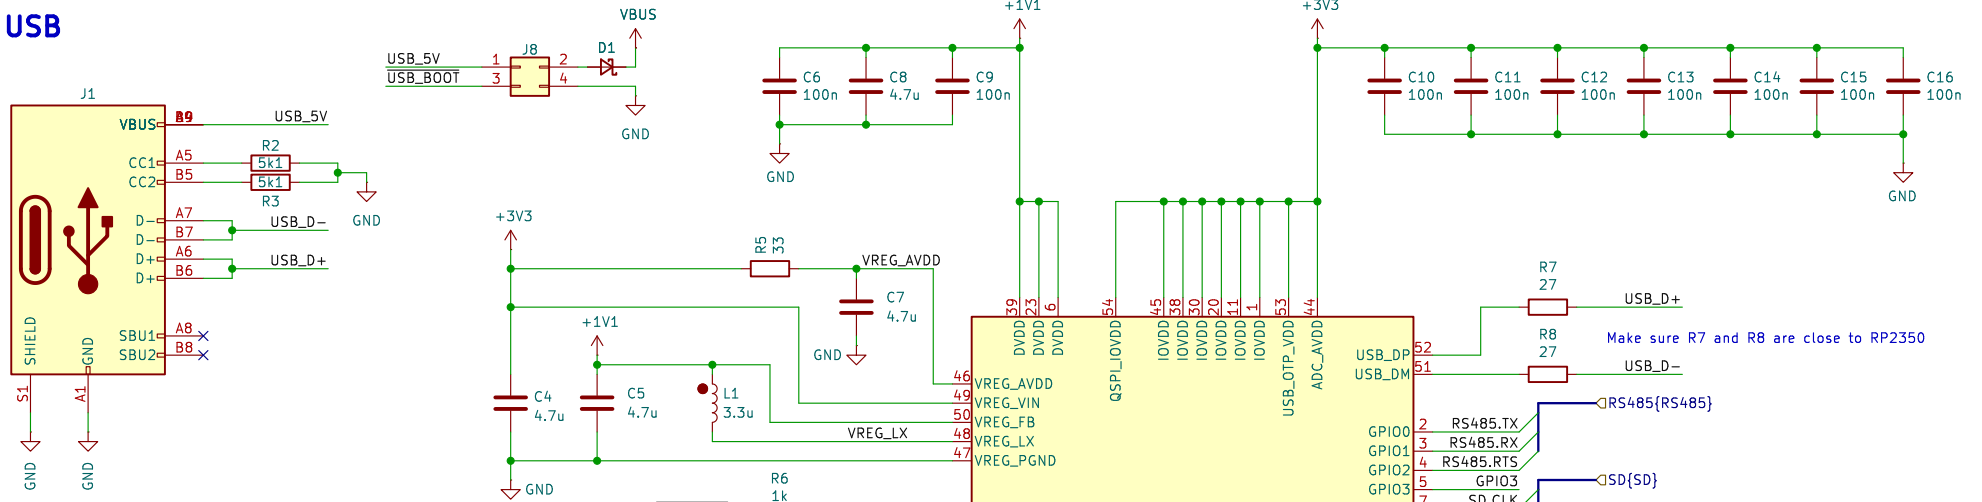 USB
J1
VBUS
B9
USB_5V
CC1
A5
R2
5k1
CC2
B5
5k1
R3
GND
D-
A7
USB_D-
D-
B7
D+
A6
USB_D+
D+
B6
SBU1
A8
SBU2
B8
SHIELD
GND
S1
A1
GND
GND
VBUS
J8
D1
USB_5V
1
2
USB_BOOT
3
4
GND
+1V1
C6
100n
C8
4.7u
C9
100n
GND
+3V3
C10
100n
C11
100n
C12
100n
C13
100n
C14
100n
C15
100n
C16
100n
GND
+3V3
R5
33
VREG_AVDD
C7
4.7u
GND
+1V1
C4
4.7u
C5
4.7u
L1
3.3u
VREG_LX
GND
R6
1k
39
23
6
54
45
38
30
20
11
1
53
44
DVDD
DVDD
DVDD
QSPI_IOVDD
IOVDD
IOVDD
IOVDD
IOVDD
IOVDD
IOVDD
USB_OTP_VDD
ADC_AVDD
46
VREG_AVDD
49
VREG_VIN
50
VREG_FB
48
VREG_LX
47
VREG_PGND
USB_DP
52
USB_DM
51
R7
27
USB_D+
Make sure R7 and R8 are close to RP2350
R8
27
USB_D-
RS485{RS485}
GPIO0
2
RS485.TX
GPIO1
3
RS485.RX
GPIO2
4
RS485.RTS
GPIO3
5
GPIO3
SD{SD}
7
SD.CLK